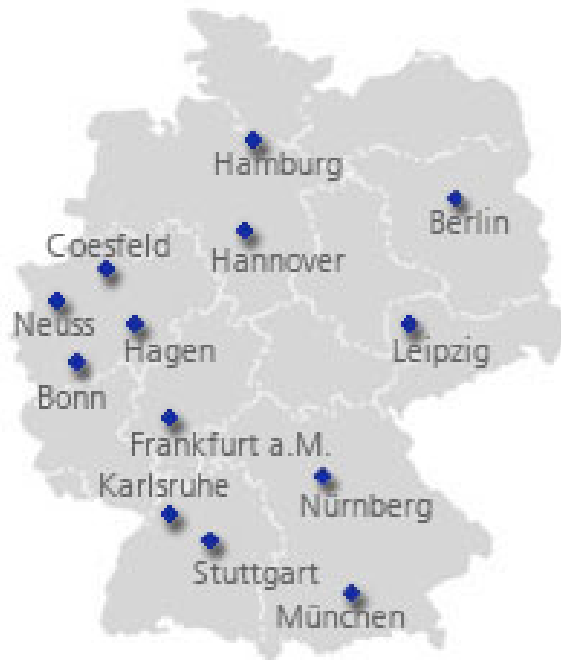 Hamburg
Berlin
Coesfeld
Hannover
Neuss
Hagen
Leipzig
Bonn
Frankfurt a.M.
Karlsruhe
Nürnberg
Stuttgart
München